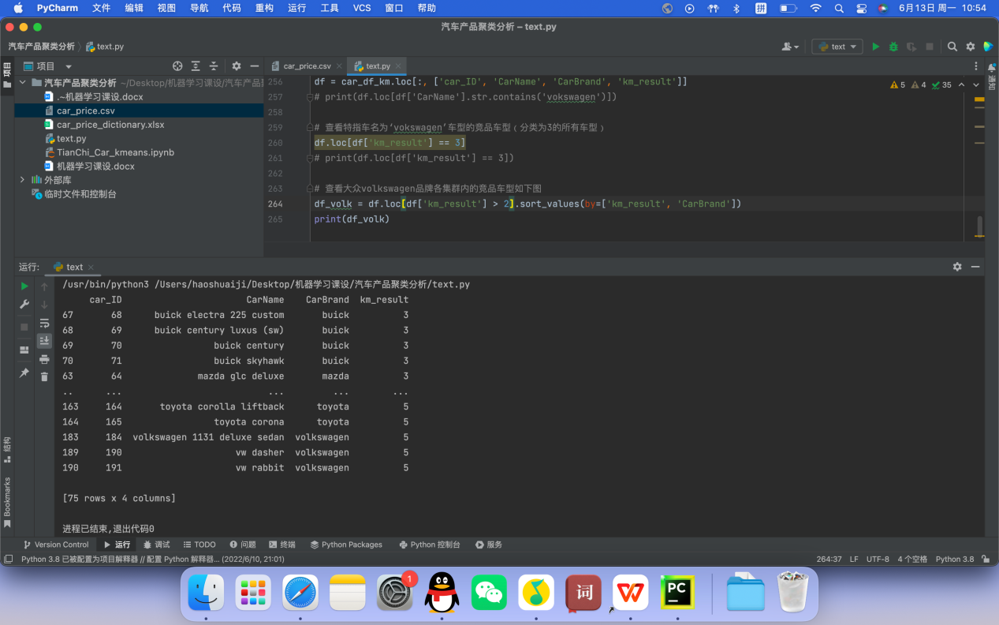 PyCharm 文件 编辑 视图 导航 代码 重构 运行 工具 VCS 窗口 帮助 拼 6月13日 周一 10:54
汽车产品聚类分析 – text.py
汽车产品聚类分析 text.py text
项目 项目 car_price.csv text.py
汽车产品聚类分析 ~/Desktop/机器学习课设/汽车产品
.~机器学习课设.docx
car_price.csv
car_price_dictionary.xlsx
text.py
TianChi_Car_kmeans.ipynb
机器学习课设.docx
外部库
临时文件和控制台
5 4 35
通知
256 df = car_df_km.loc[:, ['car_ID', 'CarName', 'CarBrand', 'km_result']]
257 # print(df.loc[df['CarName'].str.contains('vokswagen')])
258
259 # 查看特指车名为‘vokswagen’车型的竞品车型（分类为3的所有车型）
260 df.loc[df['km_result'] == 3]
261 # print(df.loc[df['km_result'] == 3])
262
263 # 查看大众volkswagen品牌各集群内的竞品车型如下图
264 df_volk = df.loc[df['km_result'] > 2].sort_values(by=['km_result', 'CarBrand'])
265 print(df_volk)
运行: text
/usr/bin/python3 /Users/haoshuaiji/Desktop/机器学习课设/汽车产品聚类分析/text.py
car_ID CarName CarBrand km_result
67 68 buick electra 225 custom buick 3
68 69 buick century luxus (sw) buick 3
69 70 buick century buick 3
70 71 buick skyhawk buick 3
63 64 mazda glc deluxe mazda 3
.. ... ... ... ...
163 164 toyota corolla liftback toyota 5
164 165 toyota corona toyota 5
183 184 volkswagen 1131 deluxe sedan volkswagen 5
189 190 vw dasher volkswagen 5
190 191 vw rabbit volkswagen 5
[75 rows x 4 columns]
进程已结束,退出代码0
结构
Bookmarks
Version Control 运行 调试 TODO 问题 终端 Python Packages Python 控制台 服务
Python 3.8 已被配置为项目解释器 // 配置 Python 解释器... (2022/6/10, 21:01) 264:37 LF UTF-8 4 个空格 Python 3.8
1
词
PC